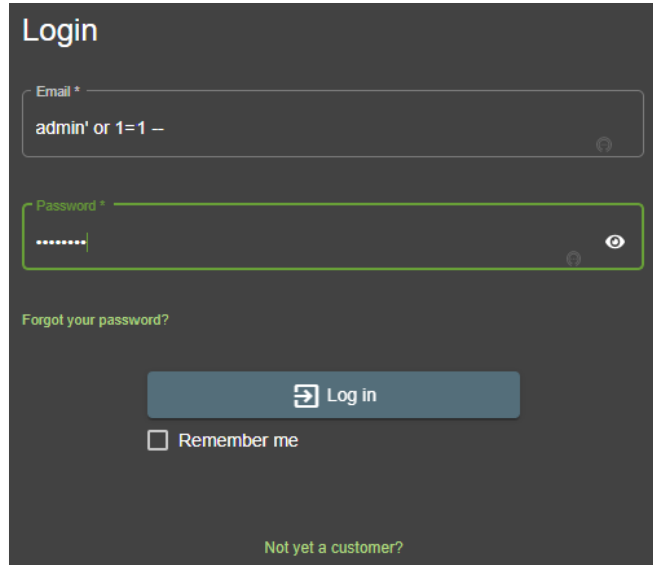 Login
Email *
admin' or 1=1 --
Password *
••••••••
Forgot your password?
Log in
Remember me
Not yet a customer?